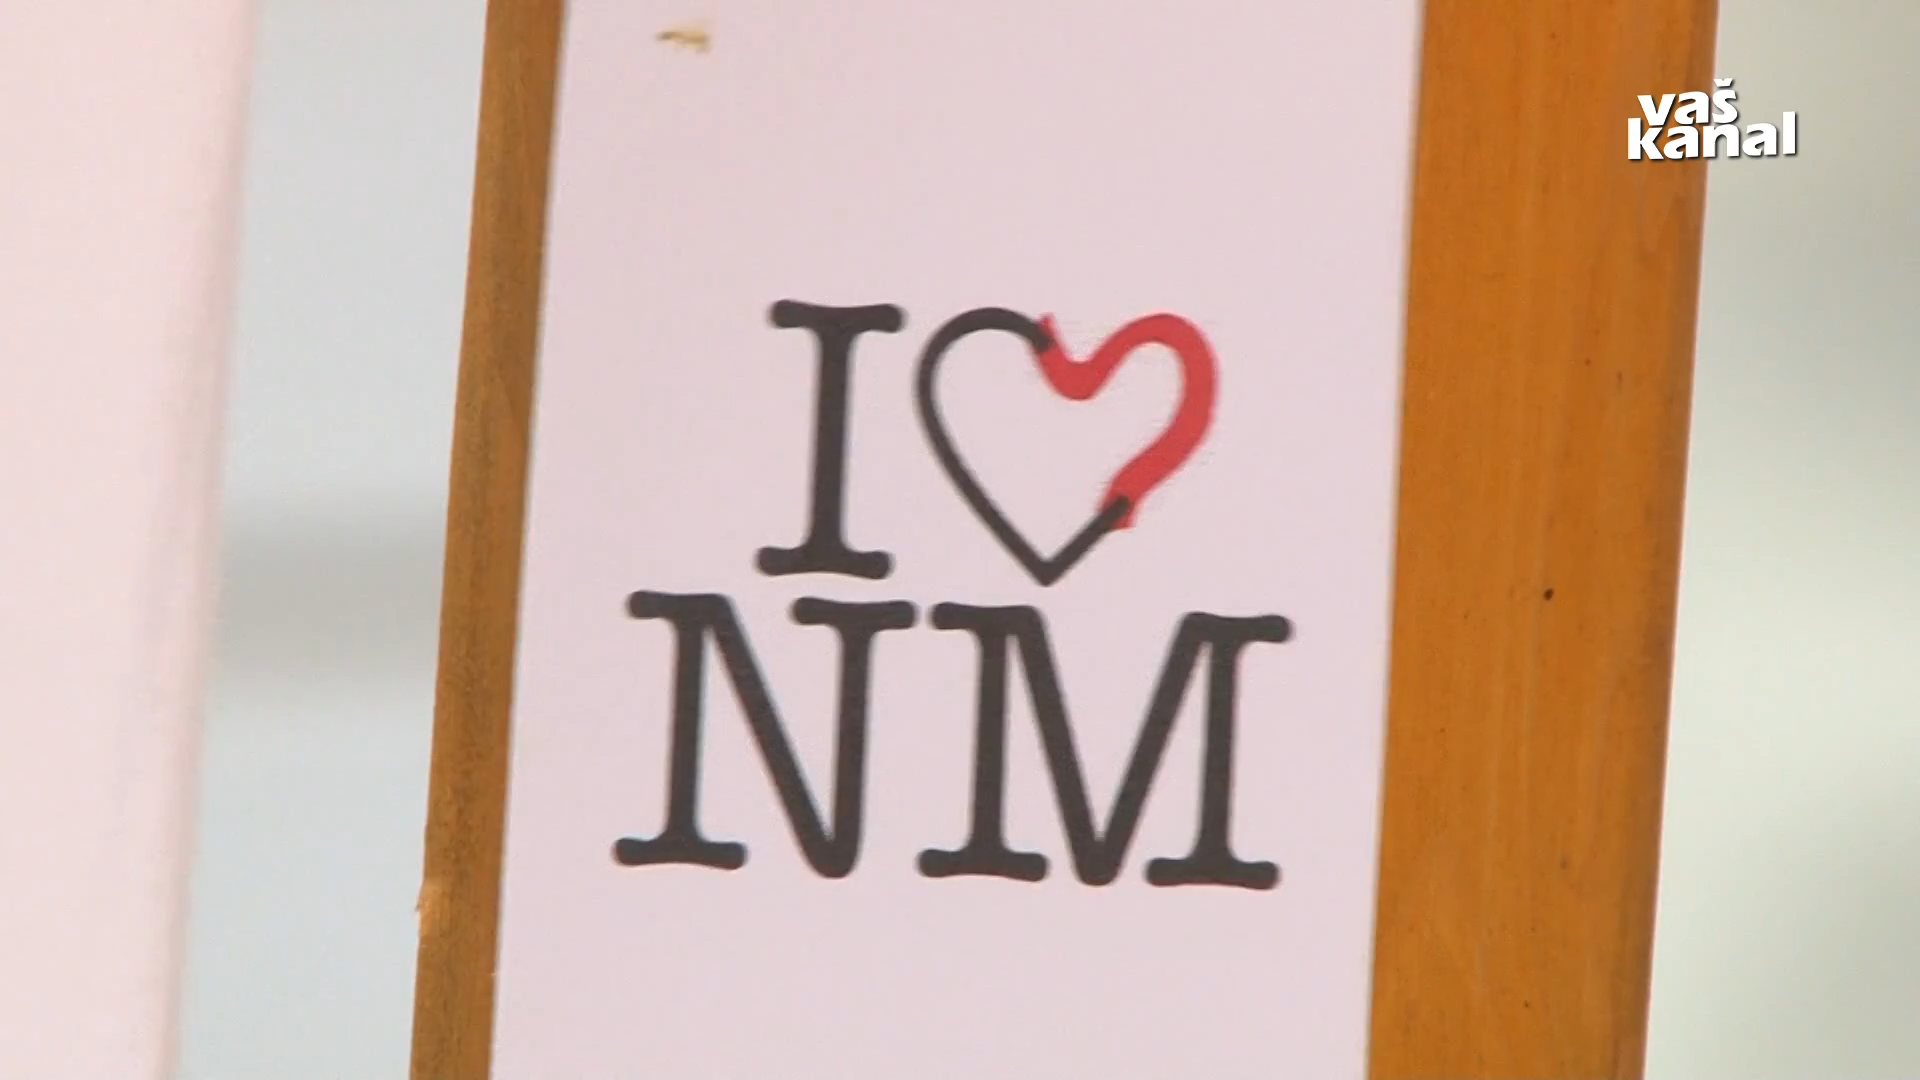 vaš
kanal
I ♥
NM